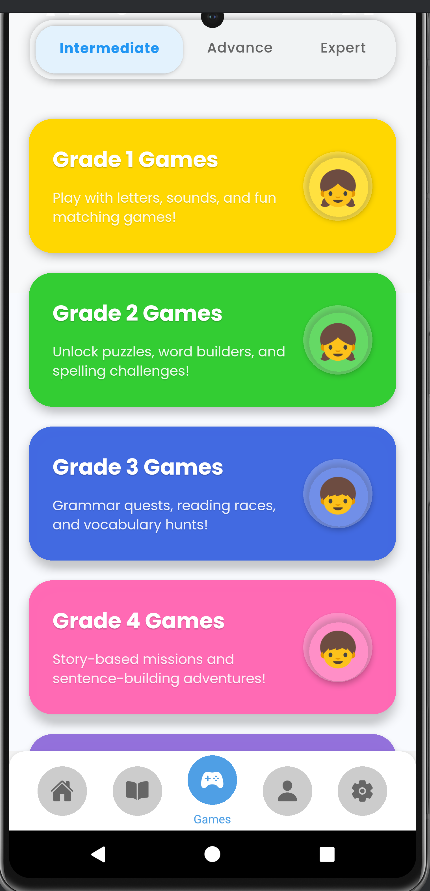 Intermediate
Advance
Expert
Grade 1 Games
Play with letters, sounds, and fun
matching games!
Grade 2 Games
Unlock puzzles, word builders, and
spelling challenges!
Grade 3 Games
Grammar quests, reading races,
and vocabulary hunts!
Grade 4 Games
Story-based missions and
sentence-building adventures!
Games